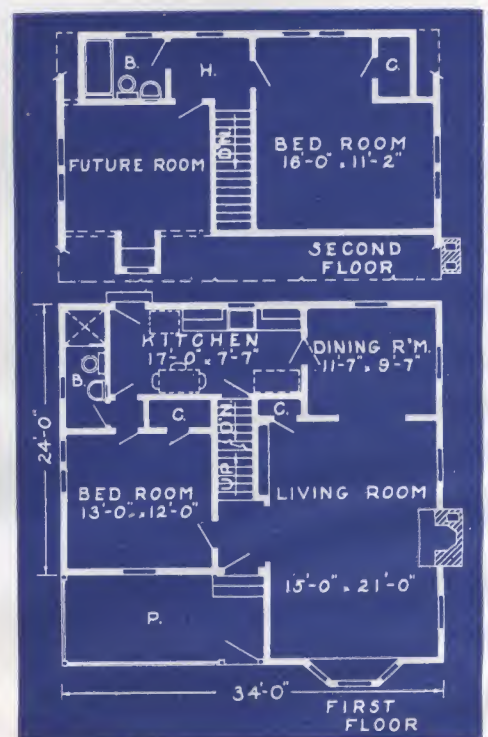 B.
H.
C.
D'N
FUTURE ROOM
BED ROOM
16'-0" x 11'-2"
SECOND
FLOOR
KITCHEN
17'-0" x 7'-7"
DINING R'M.
11'-7" x 9'-7"
B.
C.
D'N
UP
C.
24'-0"
BED ROOM
13'-0" x 12'-0"
LIVING ROOM
15'-0" x 21'-0"
P.
34'-0"
FIRST
FLOOR